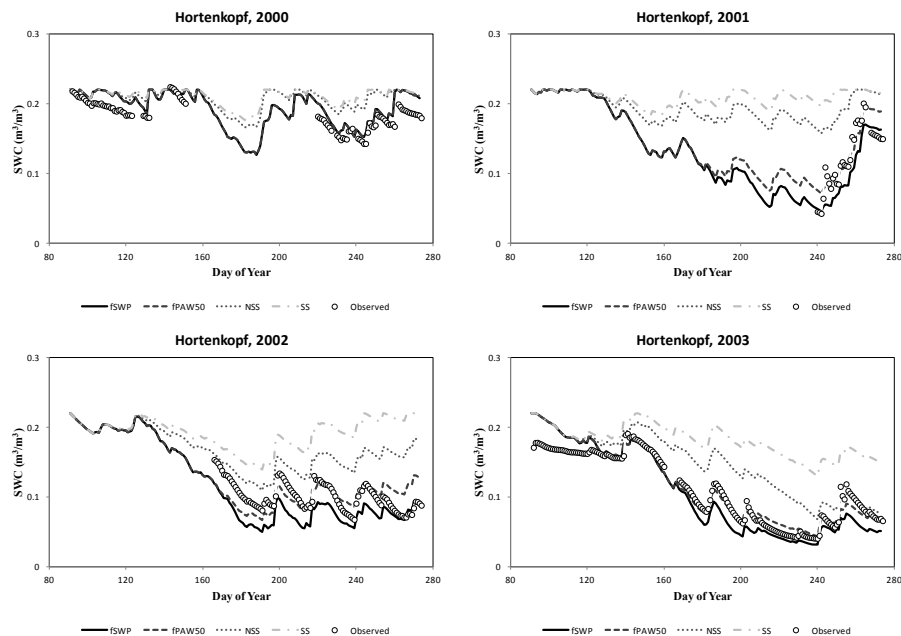 Hortenkopf, 2000
Hortenkopf, 2001
0.3
0.2
0.1
0
SWC (m³/m³)
80 120 160 200 240 280
Day of Year
fSWP fPAW50 NSS SS Observed
0.3
0.2
0.1
0
SWC (m³/m³)
80 120 160 200 240 280
Day of Year
fSWP fPAW50 NSS SS Observed
Hortenkopf, 2002
Hortenkopf, 2003
0.3
0.2
0.1
0
SWC (m³/m³)
80 120 160 200 240 280
Day of Year
fSWP fPAW50 NSS SS Observed
0.3
0.2
0.1
0
SWC (m³/m³)
80 120 160 200 240 280
Day of Year
fSWP fPAW50 NSS SS Observed